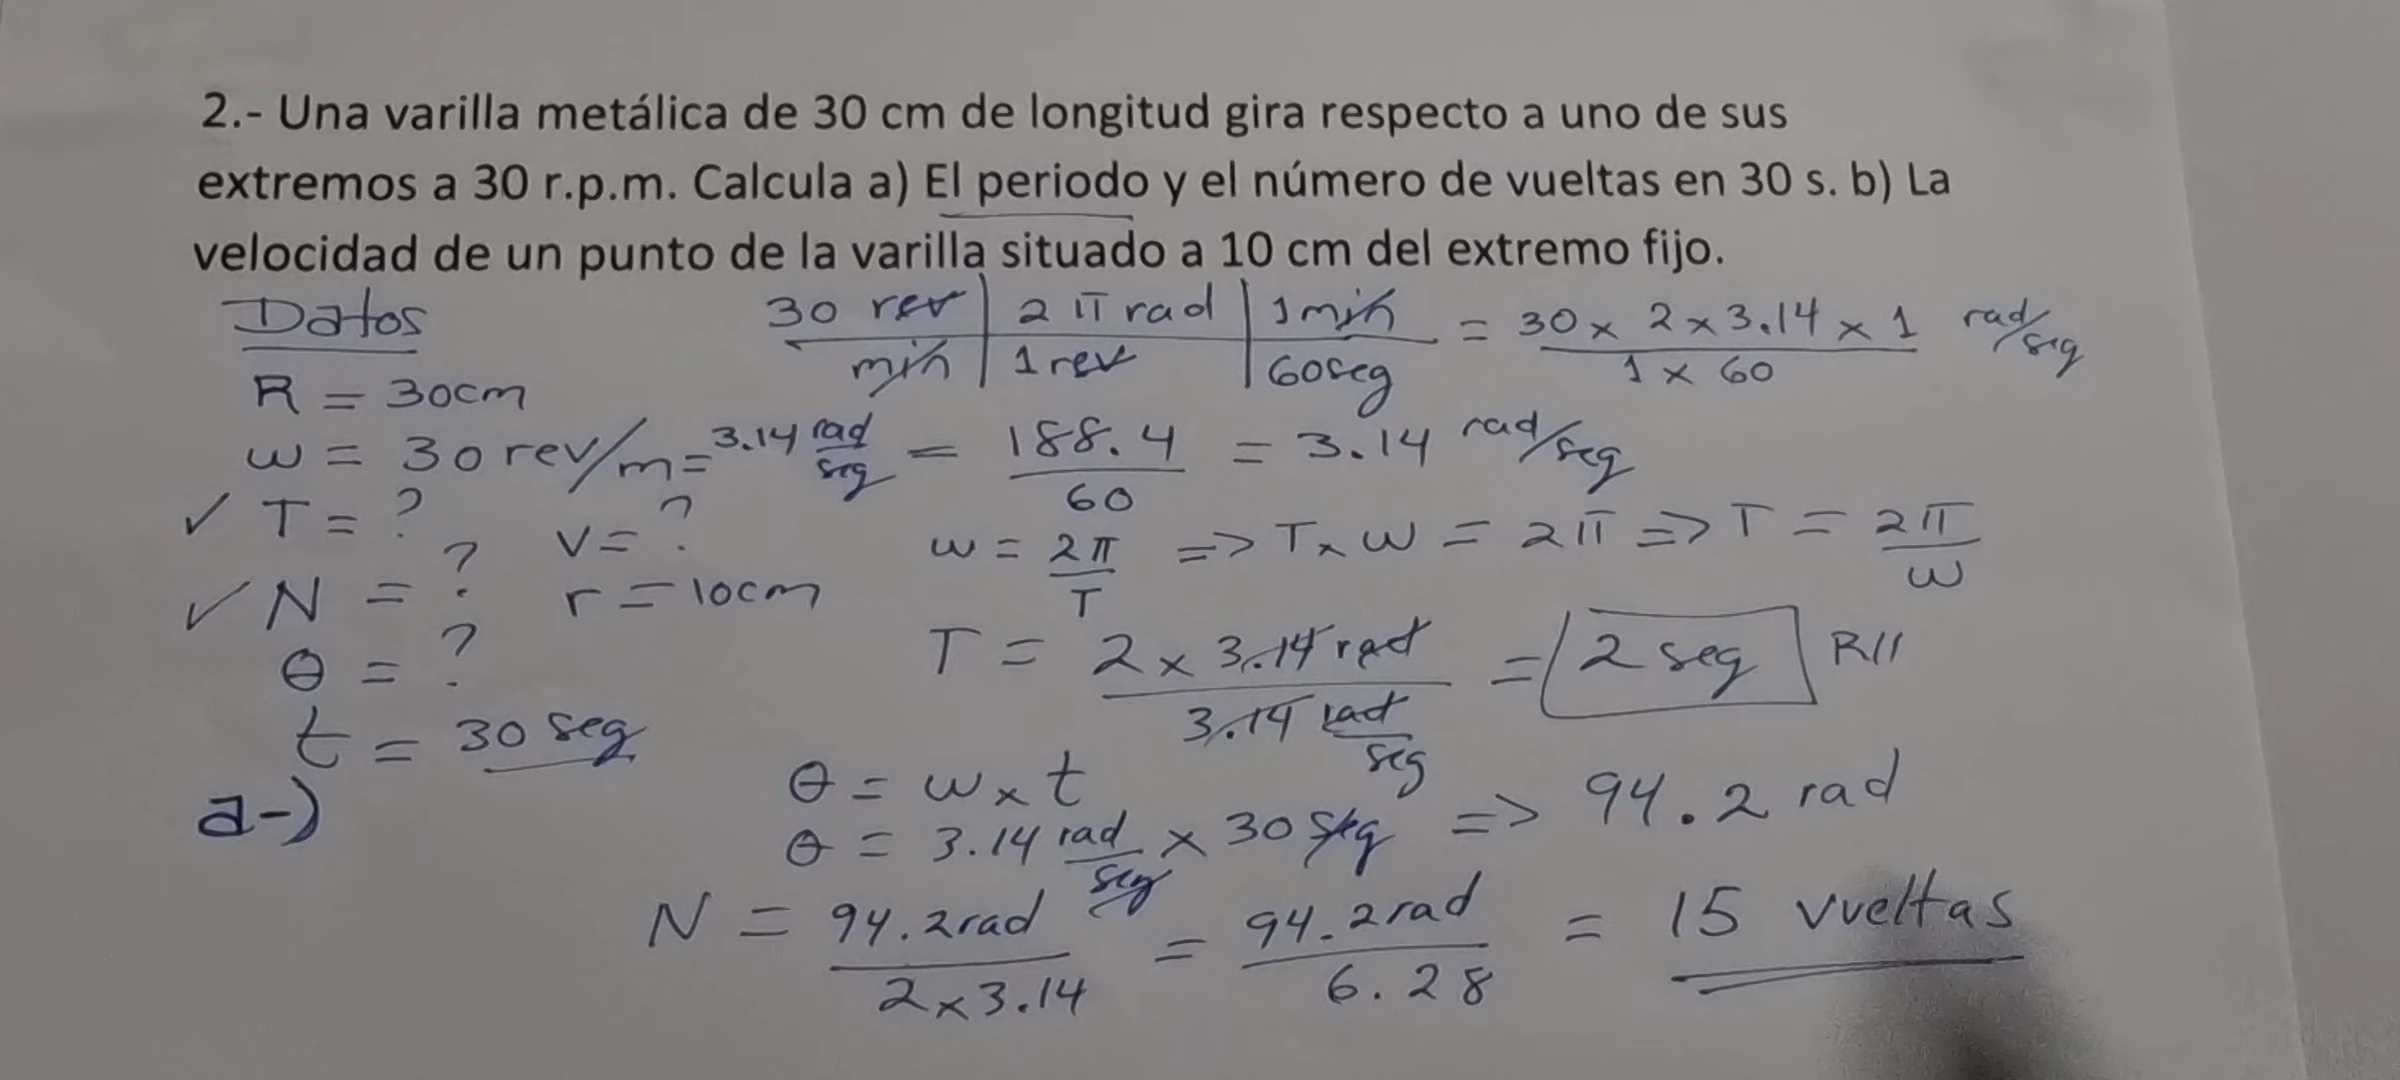 2.- Una varilla metálica de 30 cm de longitud gira respecto a uno de sus
extremos a 30 r.p.m. Calcula a) El periodo y el número de vueltas en 30 s. b) La
velocidad de un punto de la varilla situado a 10 cm del extremo fijo.
Datos
30 rev/min | 2 π rad/1 rev | 1 min/60 seg = 30 x 2 x 3.14 x 1/1 x 60 rad/seg
R = 30cm
w = 30 rev/m = 3.14 rad/seg = 188.4/60 = 3.14 rad/seg
✓ T = ? v = ?
w = 2π/T => T x w = 2π => T = 2π/w
✓ N = ? r = 10cm
T = 2 x 3.14 rad/3.14 rad/seg = 2 seg R//
θ = ?
t = 30 seg
a-)
θ = w x t
θ = 3.14 rad/seg x 30 seg => 94.2 rad
N = 94.2 rad/2 x 3.14 = 94.2 rad/6.28 = 15 vueltas